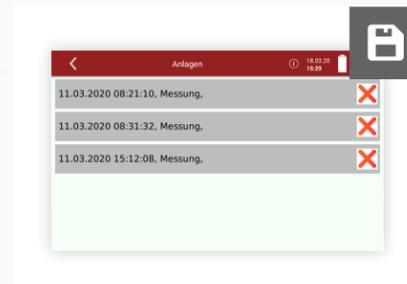 Anlagen
18.03.20
15:29
11.03.2020 08:21:10, Messung,
11.03.2020 08:31:32, Messung,
11.03.2020 15:12:08, Messung,